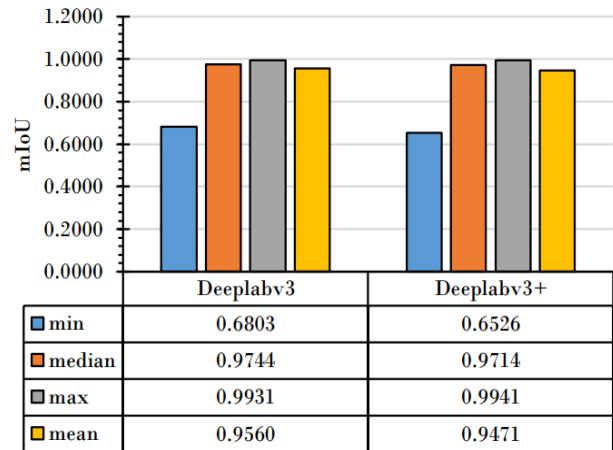 mIoU
1.2000
1.0000
0.8000
0.6000
0.4000
0.2000
0.0000
Deeplabv3 Deeplabv3+
min 0.6803 0.6526
median 0.9744 0.9714
max 0.9931 0.9941
mean 0.9560 0.9471